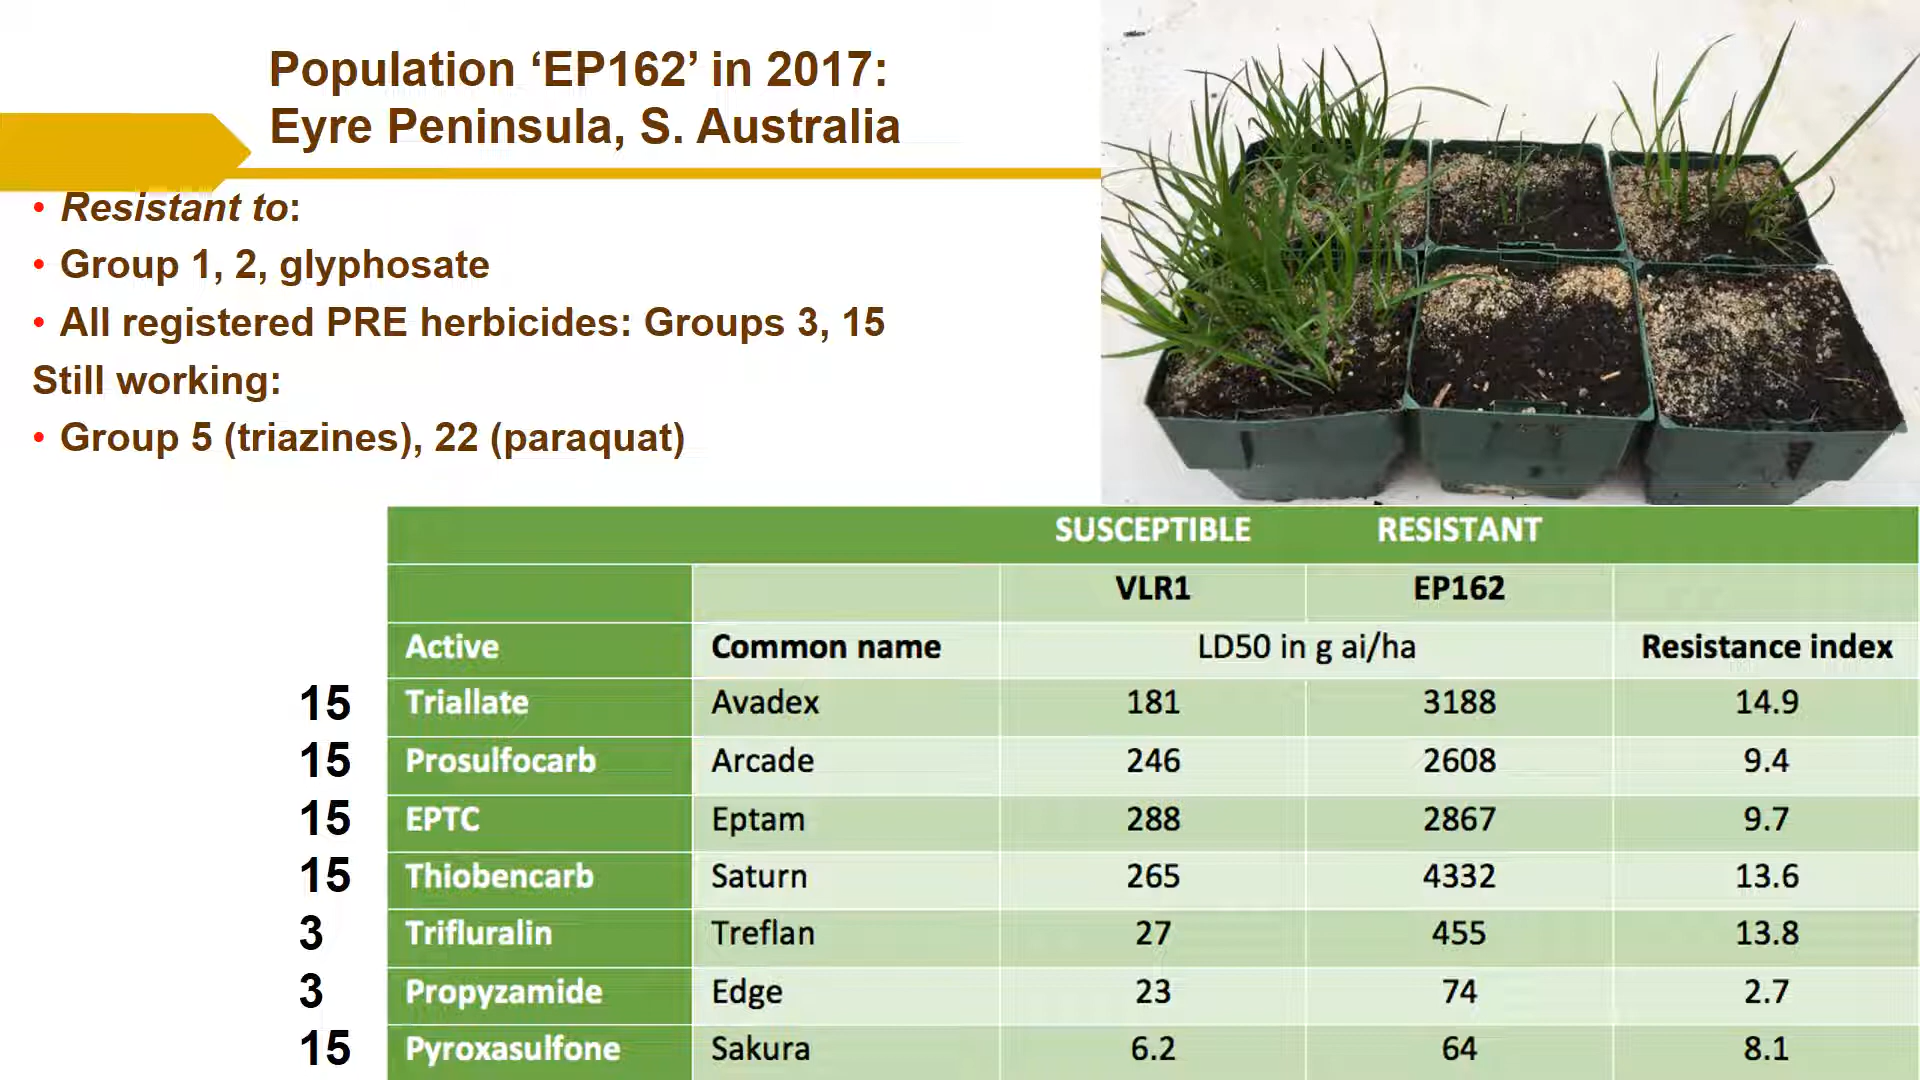 Population ‘EP162’ in 2017:
Eyre Peninsula, S. Australia
• Resistant to:
• Group 1, 2, glyphosate
• All registered PRE herbicides: Groups 3, 15
Still working:
• Group 5 (triazines), 22 (paraquat)
SUSCEPTIBLE RESISTANT
VLR1 EP162
Active Common name LD50 in g ai/ha Resistance index
15 Triallate Avadex 181 3188 14.9
15 Prosulfocarb Arcade 246 2608 9.4
15 EPTC Eptam 288 2867 9.7
15 Thiobencarb Saturn 265 4332 13.6
3 Trifluralin Treflan 27 455 13.8
3 Propyzamide Edge 23 74 2.7
15 Pyroxasulfone Sakura 6.2 64 8.1